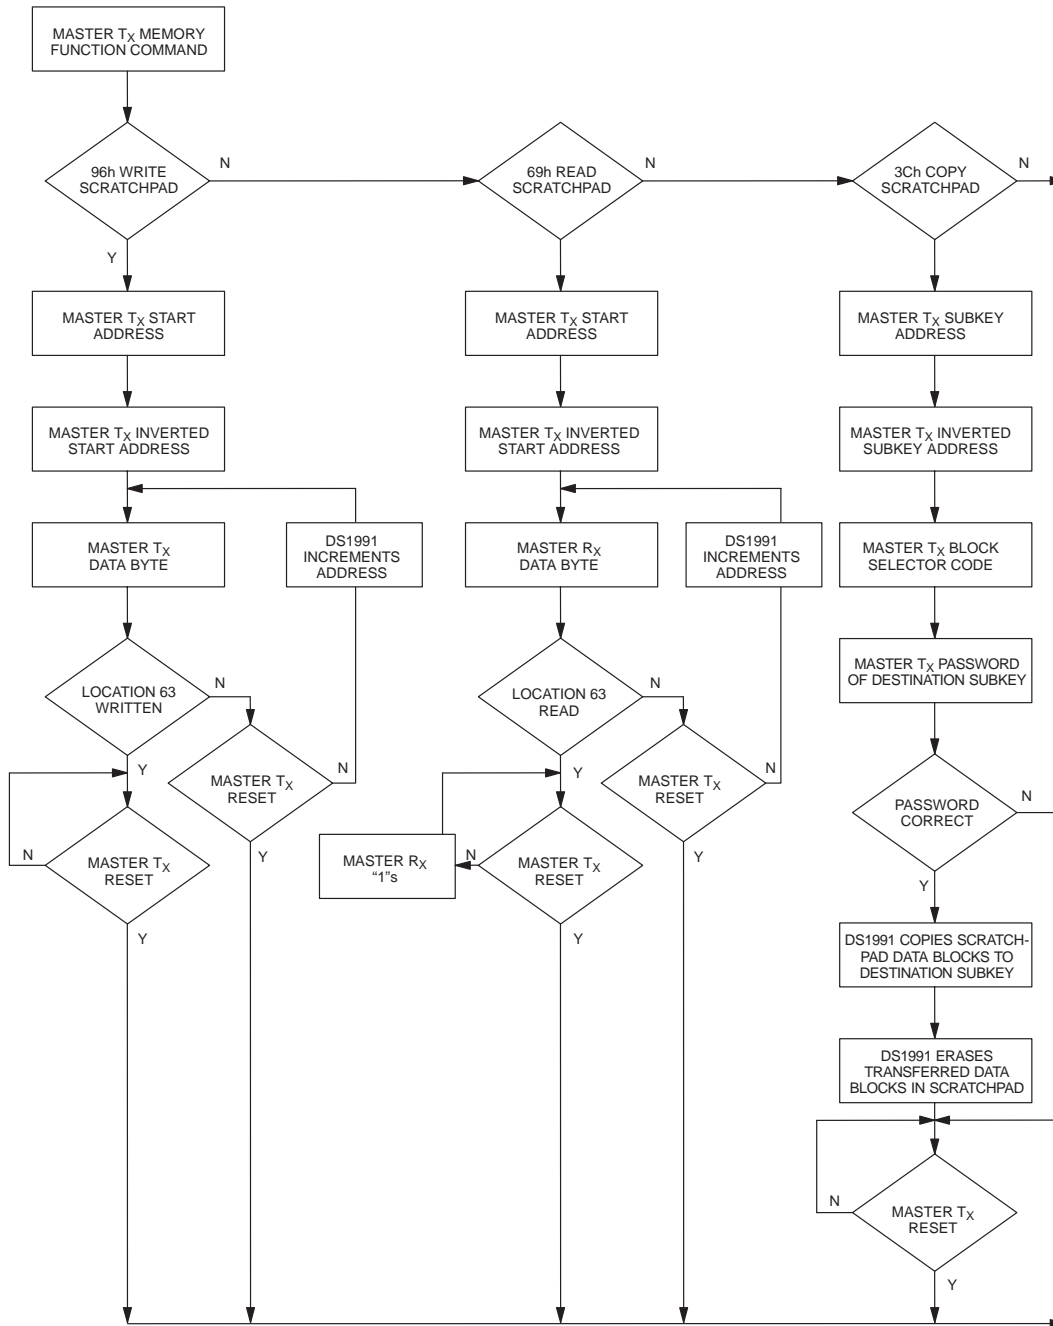 MASTER TX MEMORY
FUNCTION COMMAND
96h WRITE
SCRATCHPAD
N
Y
MASTER TX START
ADDRESS
MASTER TX INVERTED
START ADDRESS
MASTER TX
DATA BYTE
DS1991
INCREMENTS
ADDRESS
LOCATION 63
WRITTEN
N
Y
MASTER TX
RESET
N
Y
MASTER TX
RESET
N
Y
69h READ
SCRATCHPAD
N
MASTER TX START
ADDRESS
MASTER TX INVERTED
START ADDRESS
MASTER RX
DATA BYTE
DS1991
INCREMENTS
ADDRESS
LOCATION 63
READ
N
Y
MASTER TX
RESET
N
Y
MASTER RX
“1”s
N
MASTER TX
RESET
Y
3Ch COPY
SCRATCHPAD
N
MASTER TX SUBKEY
ADDRESS
MASTER TX INVERTED
SUBKEY ADDRESS
MASTER TX BLOCK
SELECTOR CODE
MASTER TX PASSWORD
OF DESTINATION SUBKEY
PASSWORD
CORRECT
N
Y
DS1991 COPIES SCRATCH-
PAD DATA BLOCKS TO
DESTINATION SUBKEY
DS1991 ERASES
TRANSFERRED DATA
BLOCKS IN SCRATCHPAD
N
MASTER TX
RESET
Y